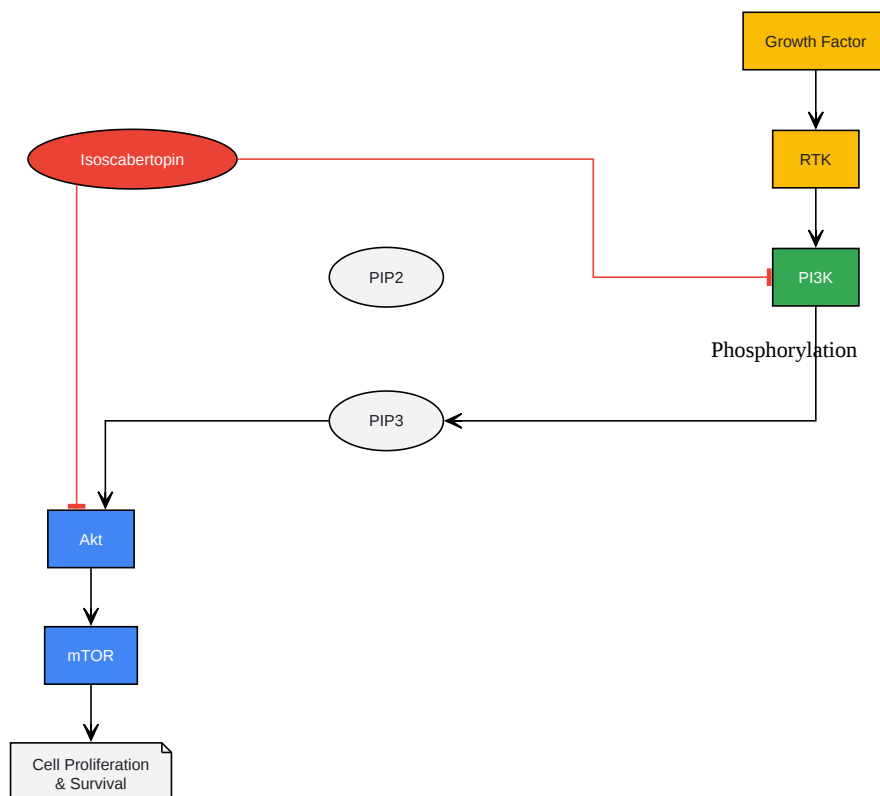 Growth Factor
Isoscabertopin
RTK
PIP2
PI3K
Phosphorylation
PIP3
Akt
mTOR
Cell Proliferation
& Survival